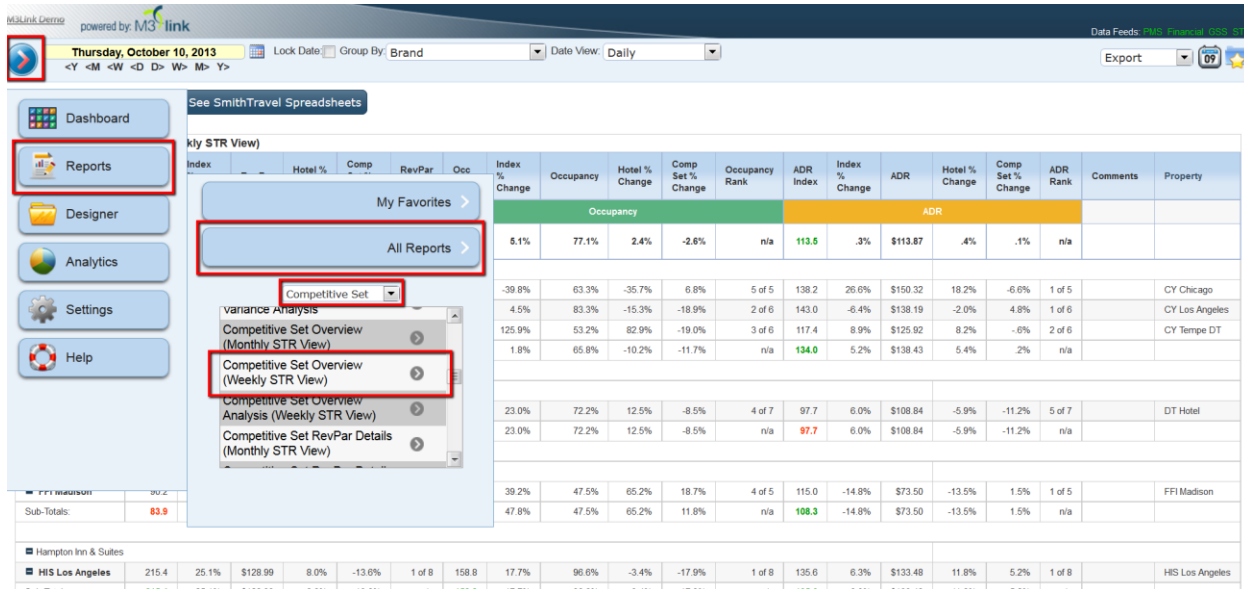 M3Link Demo
powered by: M3 link
Data Feeds: PMS Financial GSS
Thursday, October 10, 2013
Lock Date: Group By: Brand Date View: Daily
Export 09
<Y <M <W <D D> W> M> Y>
Dashboard
Reports
Designer
Analytics
Settings
Help
See SmithTravel Spreadsheets
STR View)
My Favorites >
All Reports >
Competitive Set
Variance Analysis
Competitive Set Overview
(Monthly STR View)
Competitive Set Overview
(Weekly STR View)
Competitive Set Overview
Analysis (Weekly STR View)
Competitive Set RevPar Details
(Monthly STR View)
Index Hotel % Comp RevPar Occ Index % Change Occupancy Hotel % Change Comp Set % Change Occupancy Rank ADR Index Index % Change ADR Hotel % Change Comp Set % Change ADR Rank Comments Property
Occupancy ADR
5.1% 77.1% 2.4% -2.6% n/a 113.5 .3% $113.87 .4% .1% n/a
-39.8% 63.3% -35.7% 6.8% 5 of 5 138.2 26.6% $150.32 18.2% -6.6% 1 of 5 CY Chicago
4.5% 83.3% -15.3% -18.9% 2 of 6 143.0 -6.4% $138.19 -2.0% 4.8% 1 of 6 CY Los Angeles
125.9% 53.2% 82.9% -19.0% 3 of 6 117.4 8.9% $125.92 8.2% -.6% 2 of 6 CY Tempe DT
1.8% 65.8% -10.2% -11.7% n/a 134.0 5.2% $138.43 5.4% .2% n/a
23.0% 72.2% 12.5% -8.5% 4 of 7 97.7 6.0% $108.84 -5.9% -11.2% 5 of 7 DT Hotel
23.0% 72.2% 12.5% -8.5% n/a 97.7 6.0% $108.84 -5.9% -11.2% n/a
FFI Madison 90.2 39.2% 47.5% 65.2% 18.7% 4 of 5 115.0 -14.8% $73.50 -13.5% 1.5% 1 of 5 FFI Madison
Sub-Totals: 83.9 47.8% 47.5% 65.2% 11.8% n/a 108.3 -14.8% $73.50 -13.5% 1.5% n/a
Hampton Inn & Suites
HIS Los Angeles 215.4 25.1% $128.99 8.0% -13.6% 1 of 8 158.8 17.7% 96.6% -3.4% -17.9% 1 of 8 135.6 6.3% $133.48 11.8% 5.2% 1 of 8 HIS Los Angeles